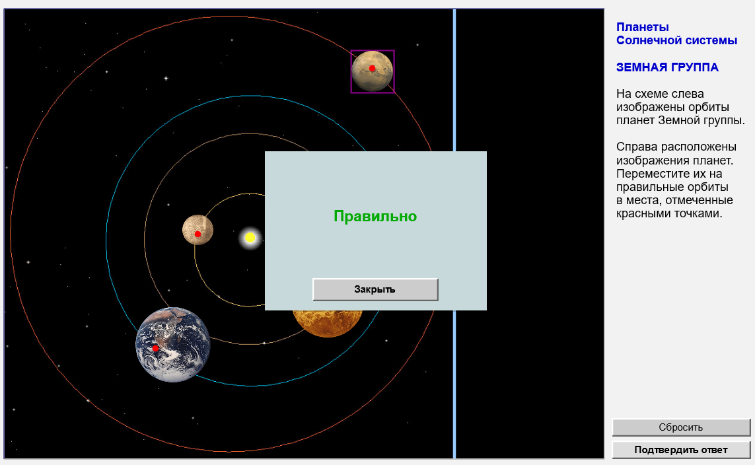 Планеты
Солнечной системы
ЗЕМНАЯ ГРУППА
На схеме слева
изображены орбиты
планет Земной группы.
Справа расположены
изображения планет.
Переместите их на
правильные орбиты
в места, отмеченные
красными точками.
Правильно
Закрыть
Сбросить
Подтвердить ответ